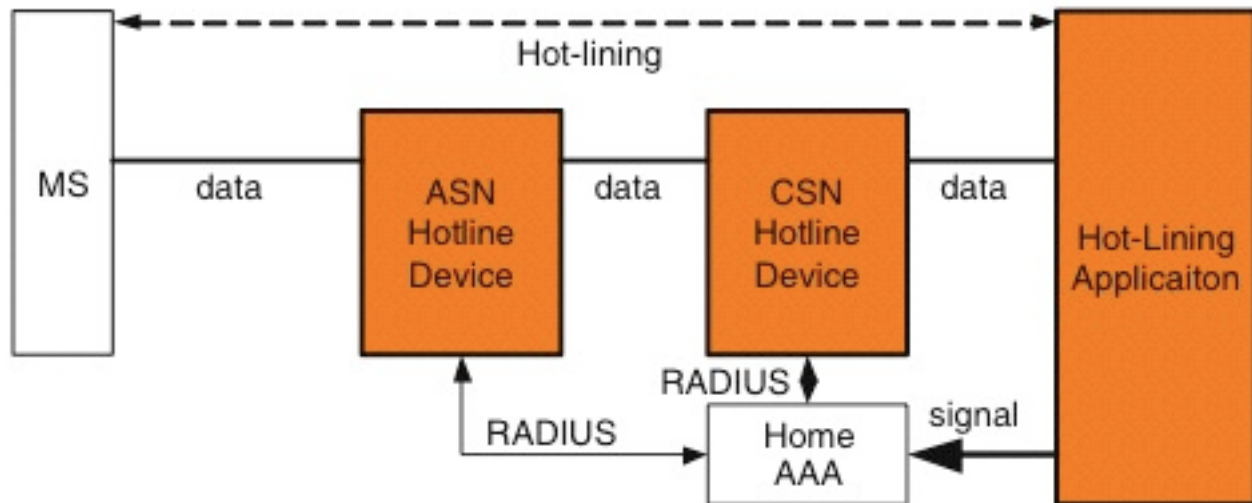 Hot-lining
MS
data
ASN
Hotline
Device
data
CSN
Hotline
Device
data
Hot-Lining
Applicaiton
RADIUS
RADIUS
Home
AAA
signal